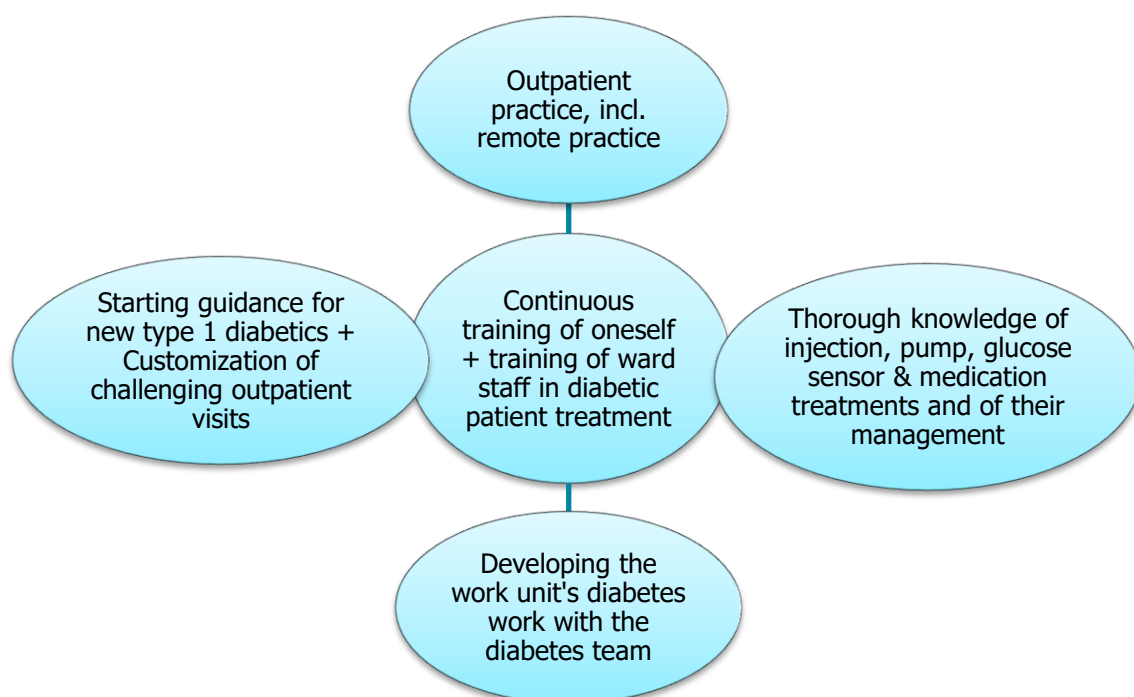 Outpatient
practice, incl.
remote practice
Starting guidance for
new type 1 diabetics +
Customization of
challenging outpatient
visits
Continuous
training of oneself
+ training of ward
staff in diabetic
patient treatment
Thorough knowledge of
injection, pump, glucose
sensor & medication
treatments and of their
management
Developing the
work unit's diabetes
work with the
diabetes team